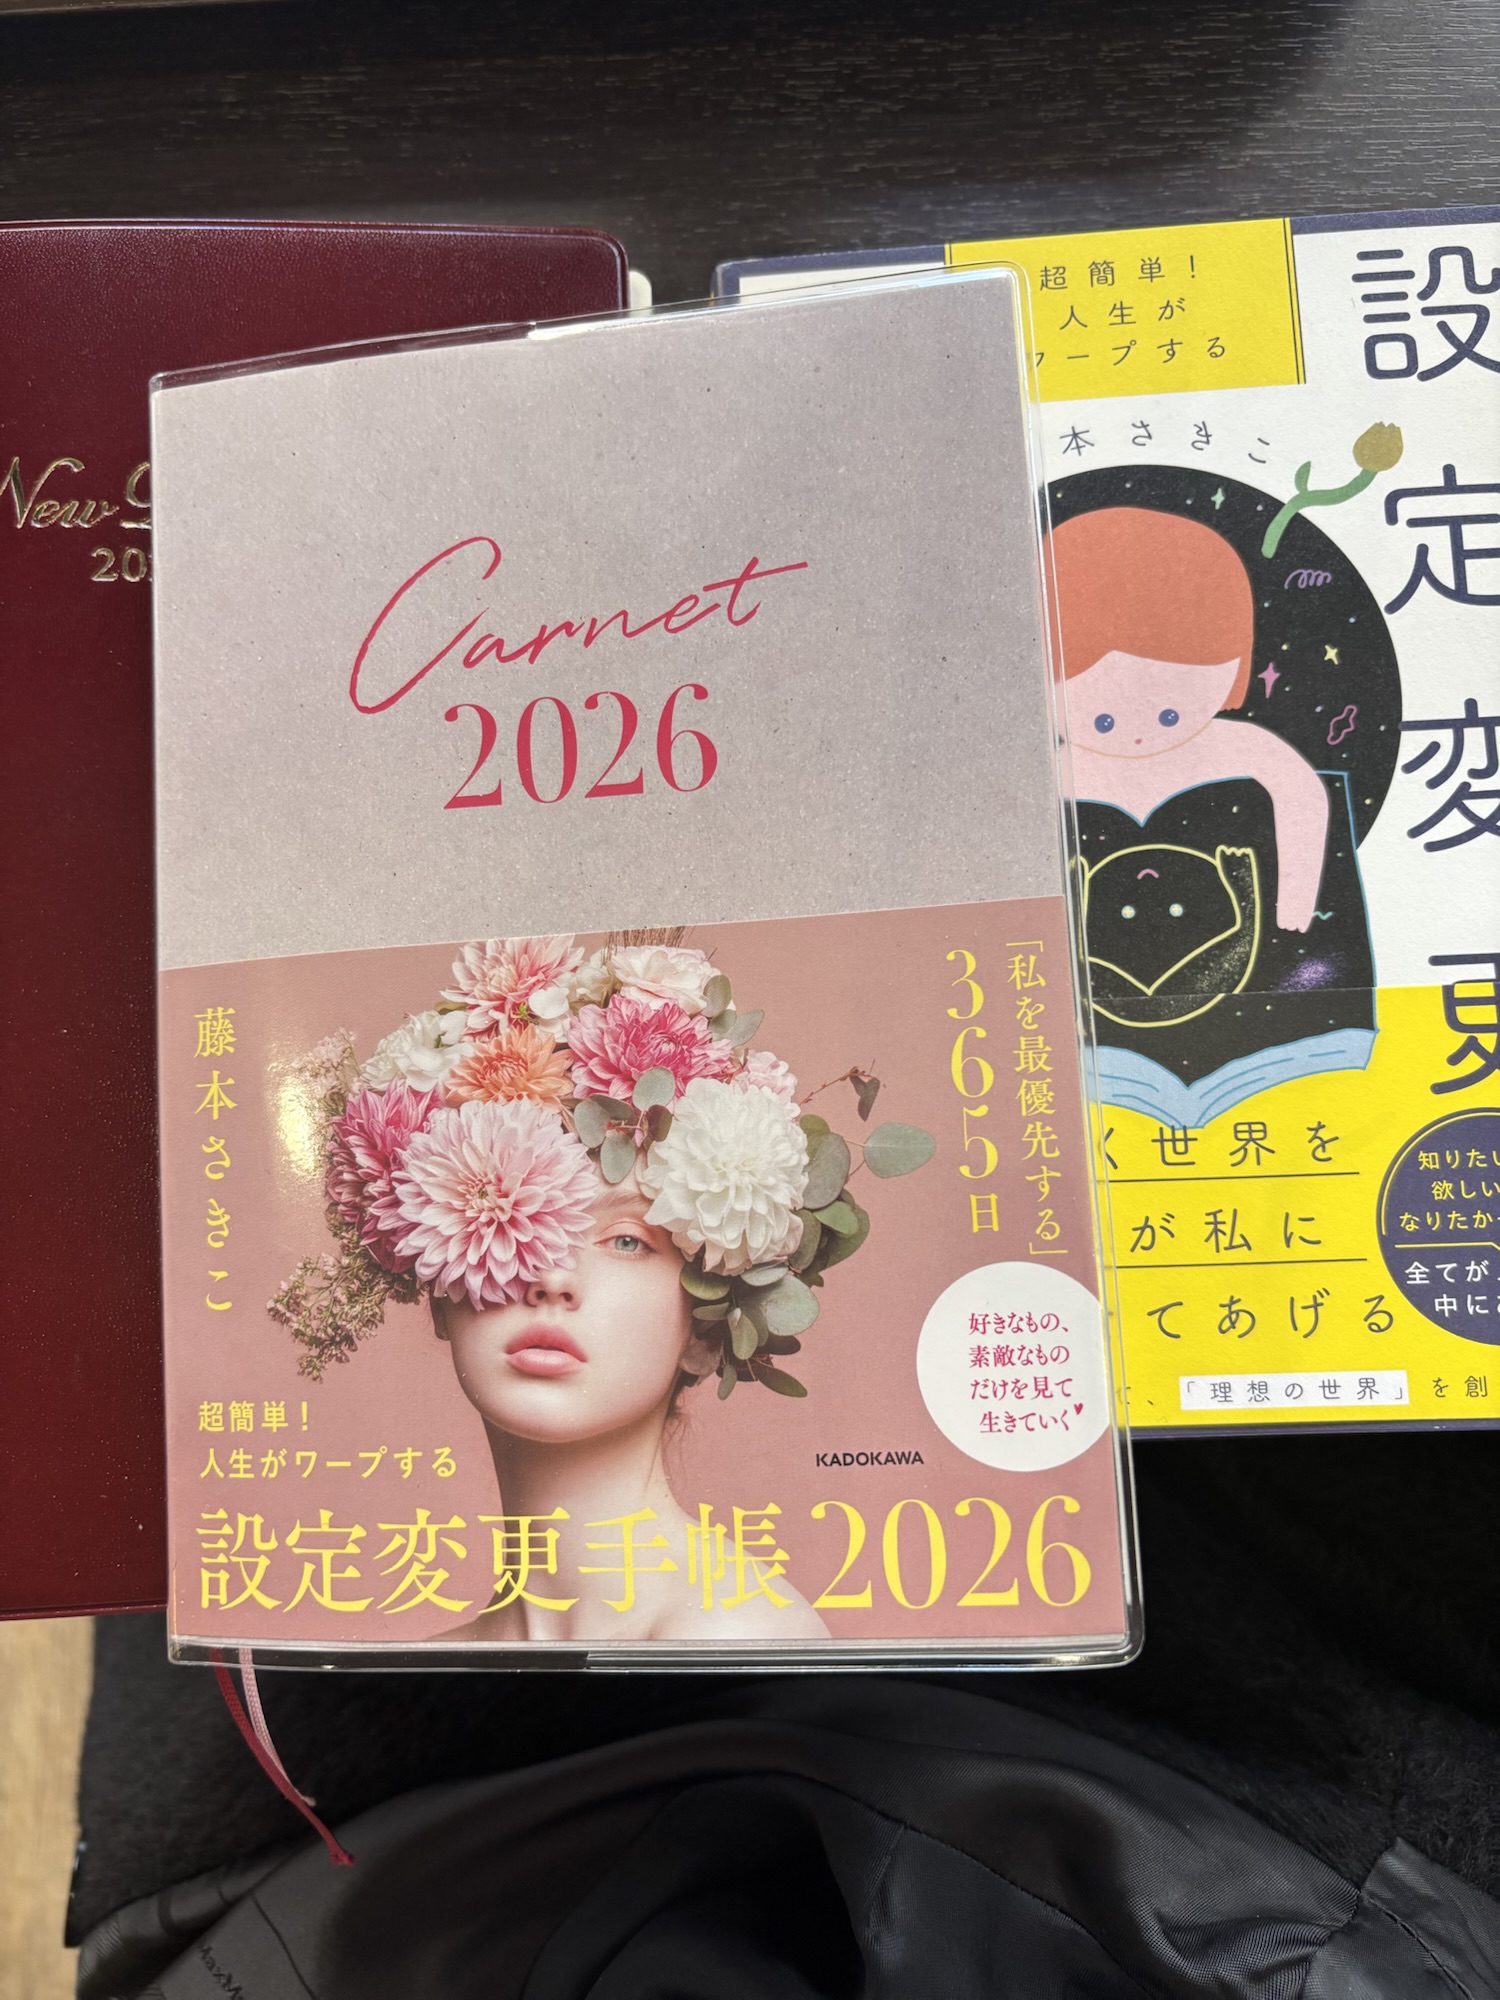 New
Carnet
2026
「私を最優先する」
365日
藤本さきこ
好きなもの、
素敵なもの
だけを見て
生きていく
超簡単！
人生がワープする
KADOKAWA
設定変更手帳2026
超簡単！
人生が
ワープする
本さきこ
設定変更
世界を
が私に
てあげる
「理想の世界」を創
知りたい
欲しい
なりたか
全てが
中に